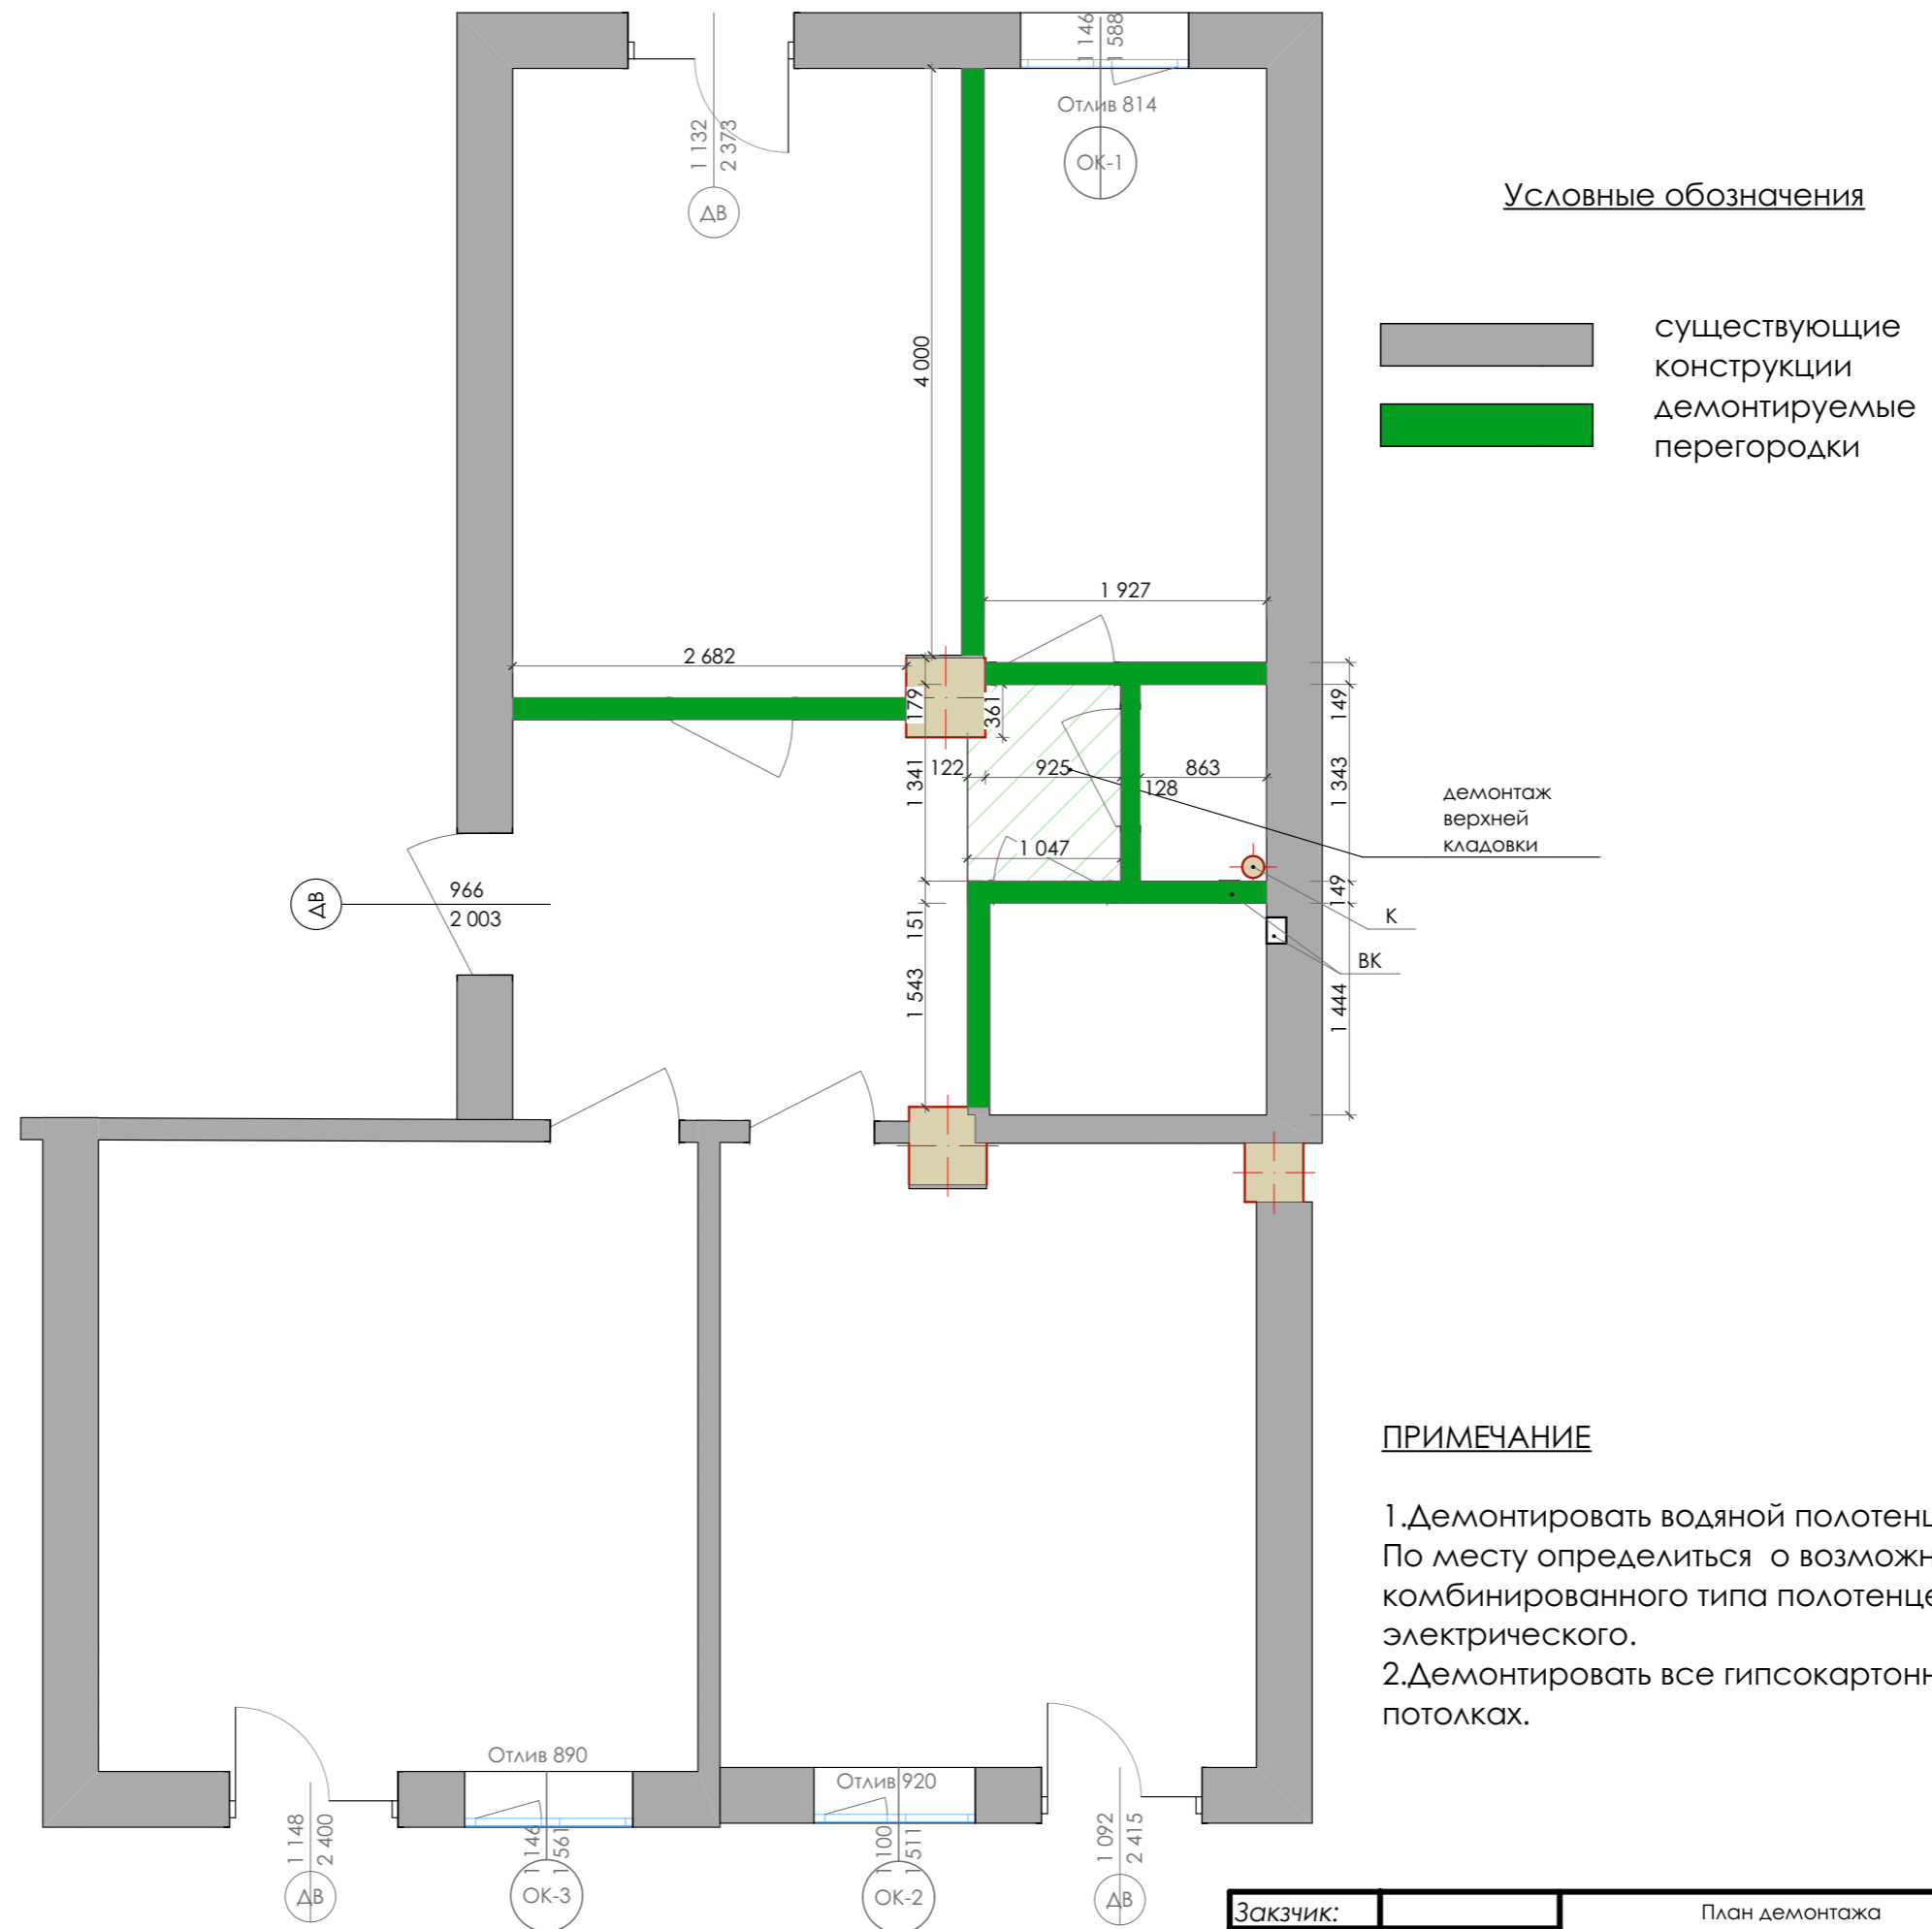 1 146
1 588
Отлив 814
ОК-1
1 132
2 373
ДВ
Условные обозначения
существующие
конструкции
демонтируемые
перегородки
4 000
1 927
2 682
179
361
149
1 341
122
925
128
863
1 343
демонтаж
верхней
кладовки
1 047
ДВ
966
2 003
149
151
К
ВК
1 543
1 444
ПРИМЕЧАНИЕ
1.Демонтировать водяной
По месту определиться о
комбинированного типа
электрического.
2.Демонтировать все
потолках.
Отлив 890
Отлив 920
1 148
2 400
ДВ
1 146
1 561
ОК-3
1 100
1 511
ОК-2
1 092
2 415
ДВ
Закзчик:
План демонтажа